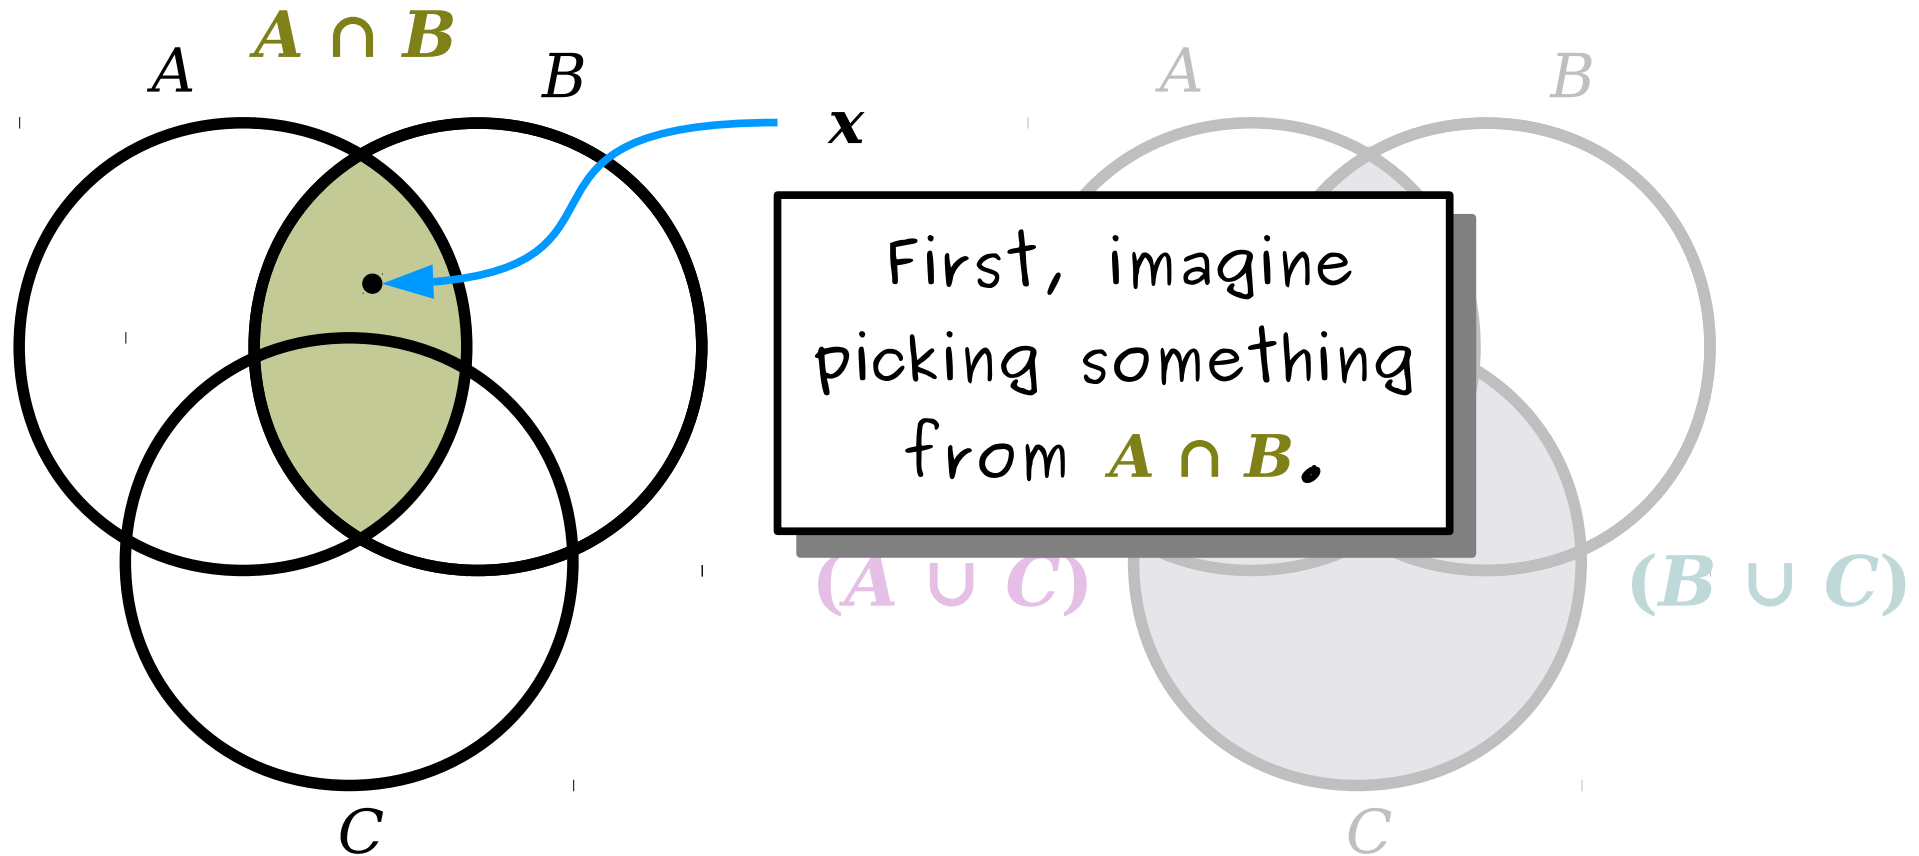 A ∩ B
A
B
x
A
B
First, imagine
picking something
from A ∩ B.
(A ∪ C)
(B ∪ C)
C
C